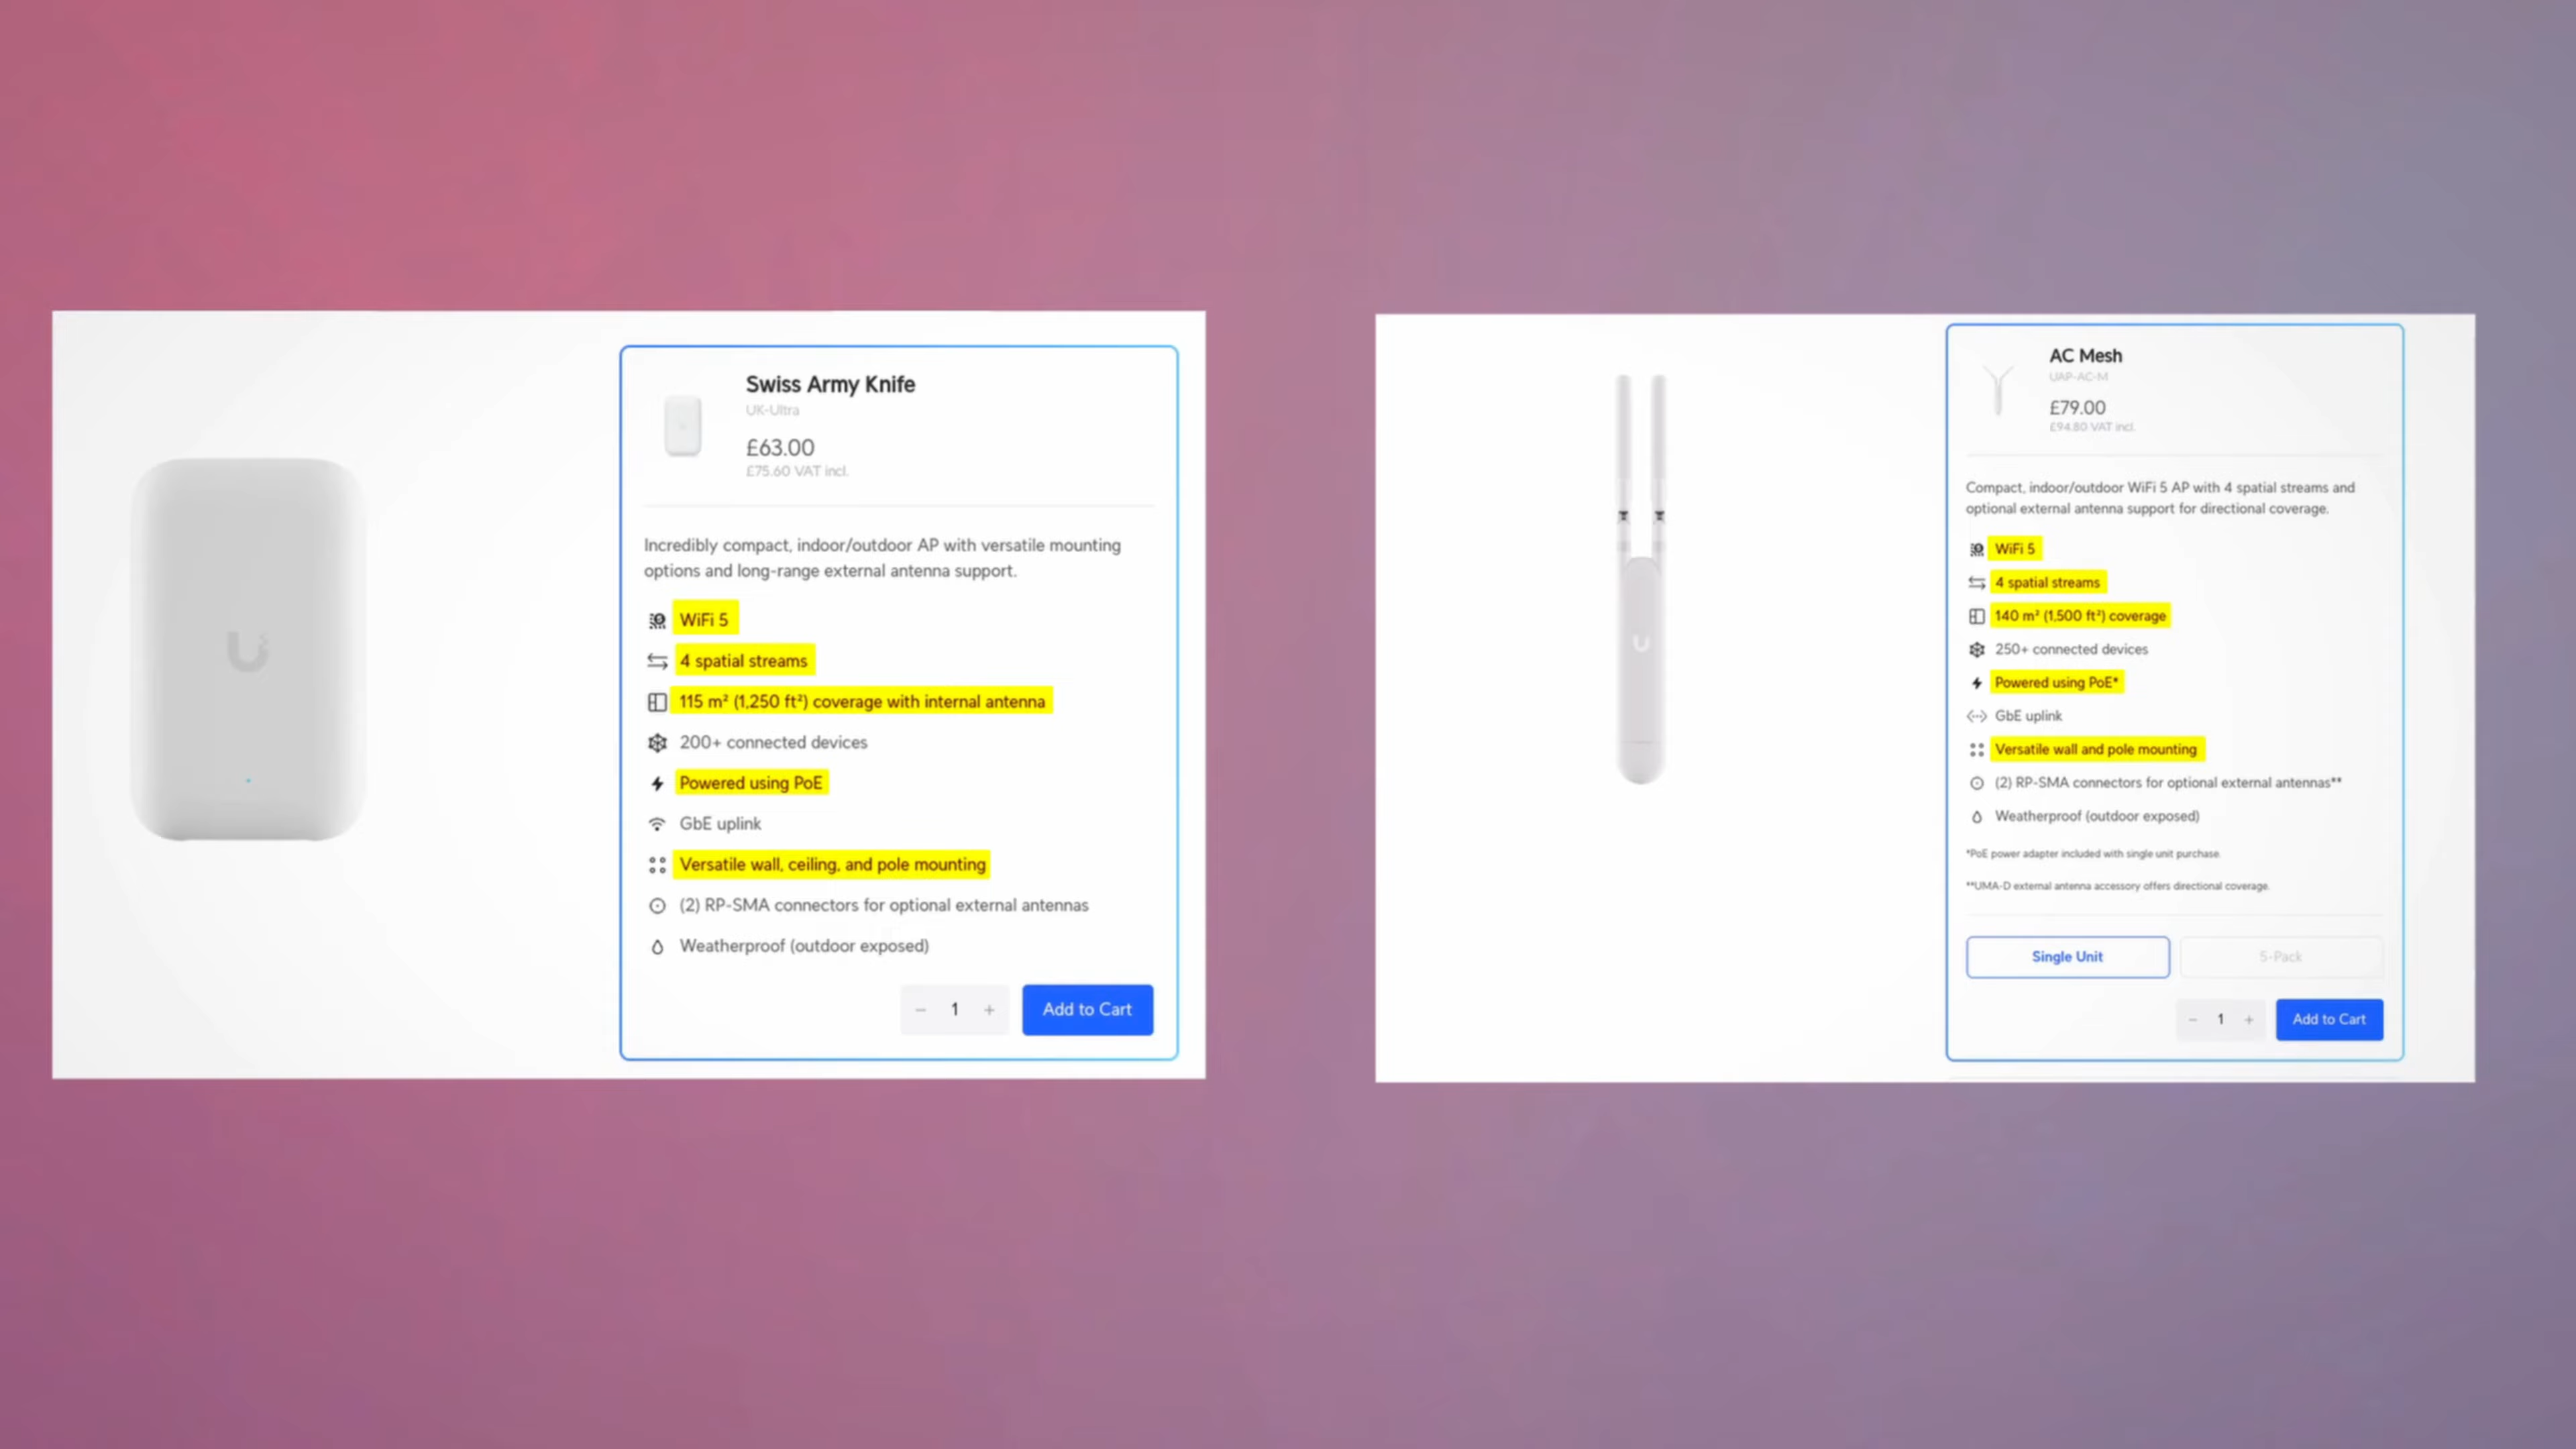 Swiss Army Knife
UK-Ultra
£63.00
£75.60 VAT incl.
Incredibly compact, indoor/outdoor AP with versatile mounting
options and long-range external antenna support.
WiFi 5
4 spatial streams
115 m² (1,250 ft²) coverage with internal antenna
200+ connected devices
Powered using PoE
GbE uplink
Versatile wall, ceiling, and pole mounting
(2) RP-SMA connectors for optional external antennas
Weatherproof (outdoor exposed)
− 1 +
Add to Cart
AC Mesh
UAP-AC-M
£79.00
£94.80 VAT incl.
Compact, indoor/outdoor WiFi 5 AP with 4 spatial streams and
optional external antenna support for directional coverage.
WiFi 5
4 spatial streams
140 m² (1,500 ft²) coverage
250+ connected devices
Powered using PoE*
GbE uplink
Versatile wall and pole mounting
(2) RP-SMA connectors for optional external antennas**
Weatherproof (outdoor exposed)
*PoE power adapter included with single unit purchase.
**UMA-D external antenna accessory offers directional coverage.
Single Unit
5-Pack
− 1 +
Add to Cart